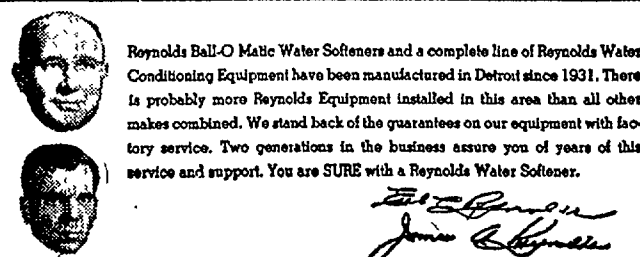 Reynolds Ball-O Matic Water Softeners and a complete line of Reynolds Water
Conditioning Equipment have been manufactured in Detroit since 1931. There
is probably more Reynolds Equipment installed in this area than all other
makes combined. We stand back of the guarantees on our equipment with fac-
tory service. Two generations in the business assure you of years of this
service and support. You are SURE with a Reynolds Water Softener.
Reynolds
James A Reynolds